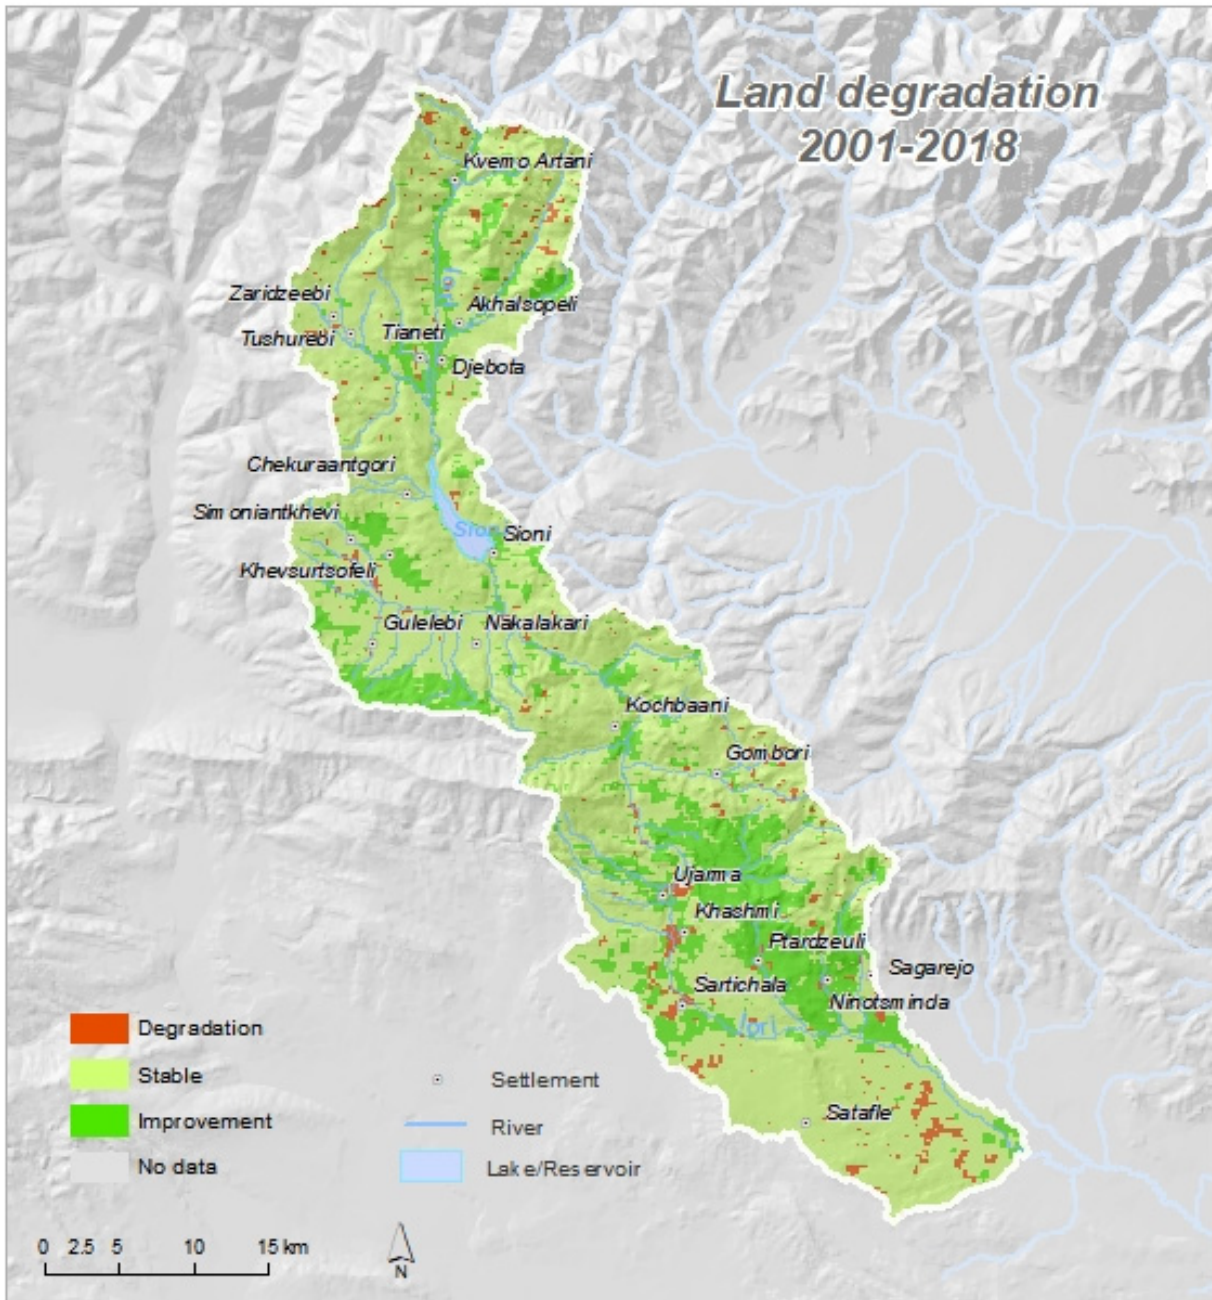 Land degradation
2001-2018
Kvemo Artani
Zaridzeebi
Akhalsopeli
Tushurebi
Tianeti
Djebota
Chekuraantgori
Simoniantkhevi
Sioni
Khevsurtsofeli
Gulelebi
Nakalakari
Kochbaani
Gombori
Ujarma
Khashmi
Ptardzeuli
Sagarejo
Sartichala
Ninotsminda
Iori
Satafle
Degradation
Stable
Improvement
No data
Settlement
River
Lake/Reservoir
0 2.5 5 10 15 km
N